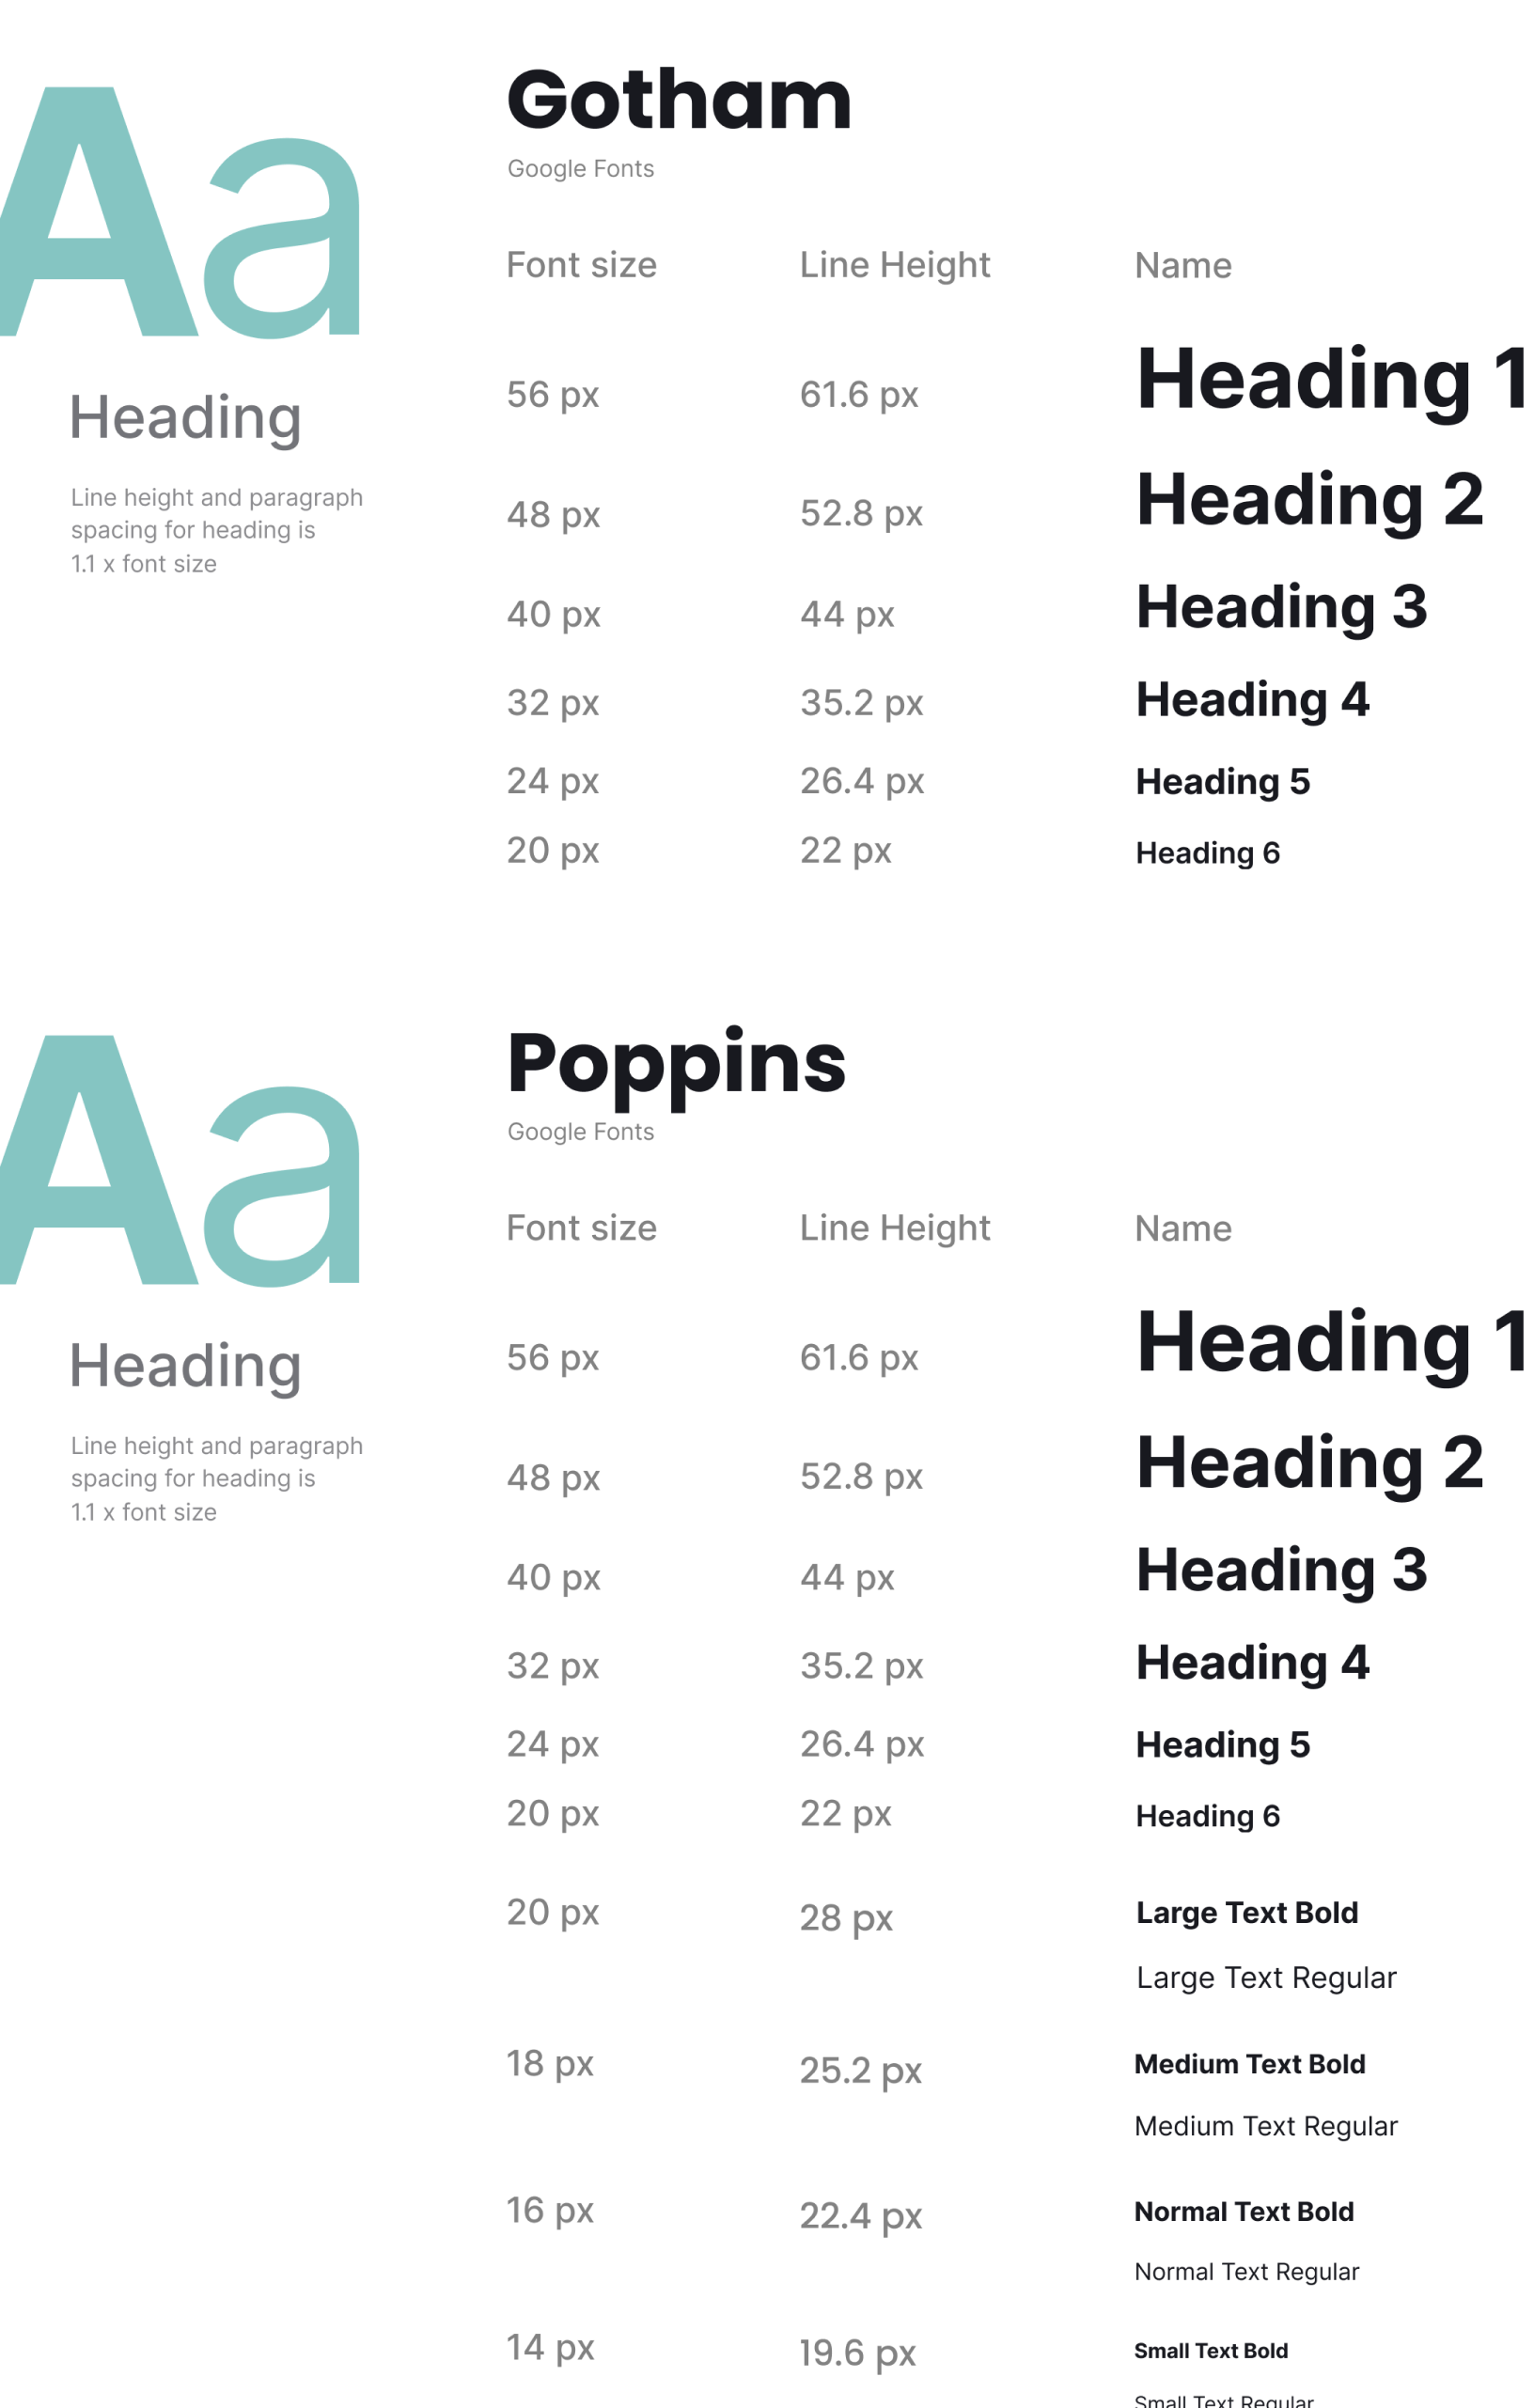 Aa
Heading
Line height and paragraph
spacing for heading is
1.1 x font size
Gotham
Google Fonts
Font size Line Height Name
56 px 61.6 px Heading 1
48 px 52.8 px Heading 2
40 px 44 px Heading 3
32 px 35.2 px Heading 4
24 px 26.4 px Heading 5
20 px 22 px Heading 6
Aa
Heading
Line height and paragraph
spacing for heading is
1.1 x font size
Poppins
Google Fonts
Font size Line Height Name
56 px 61.6 px Heading 1
48 px 52.8 px Heading 2
40 px 44 px Heading 3
32 px 35.2 px Heading 4
24 px 26.4 px Heading 5
20 px 22 px Heading 6
20 px 28 px Large Text Bold
Large Text Regular
18 px 25.2 px Medium Text Bold
Medium Text Regular
16 px 22.4 px Normal Text Bold
Normal Text Regular
14 px 19.6 px Small Text Bold
Small Text Regular